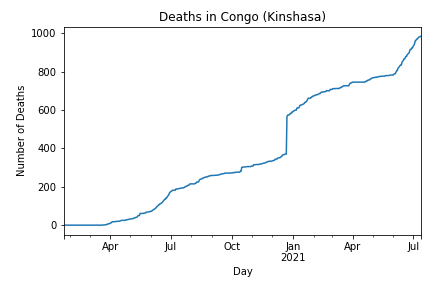 Deaths in Congo (Kinshasa)
Number of Deaths
1000
800
600
400
200
0
Apr Jul Oct Jan Apr Jul
2021
Day